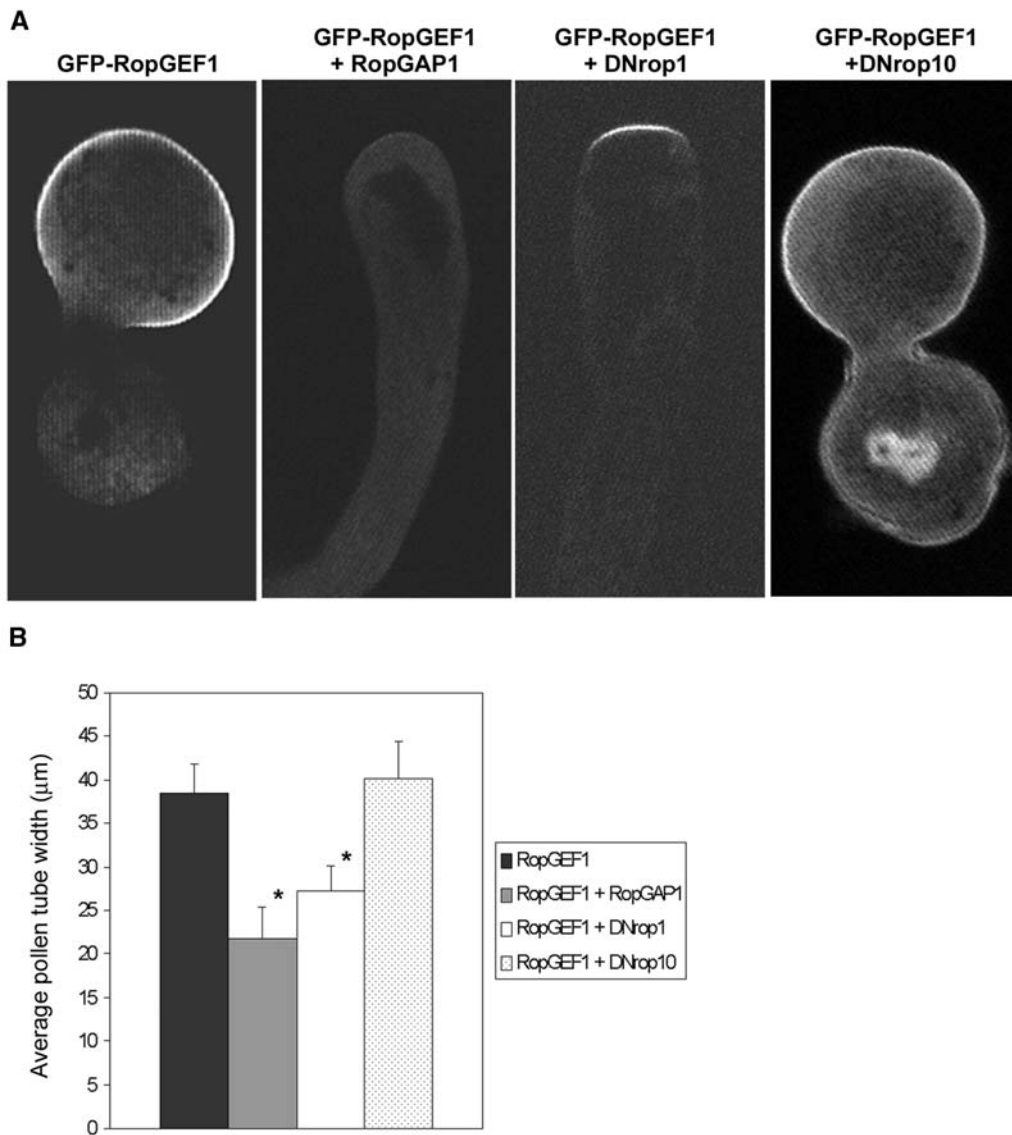 A
GFP-RopGEF1
GFP-RopGEF1
+ RopGAP1
GFP-RopGEF1
+ DNrop1
GFP-RopGEF1
+DNrop10
B
Average pollen tube width (μm)
50
45
40
35
30
25
20
15
10
5
0
*
*
RopGEF1
RopGEF1 + RopGAP1
RopGEF1 + DNrop1
RopGEF1 + DNrop10